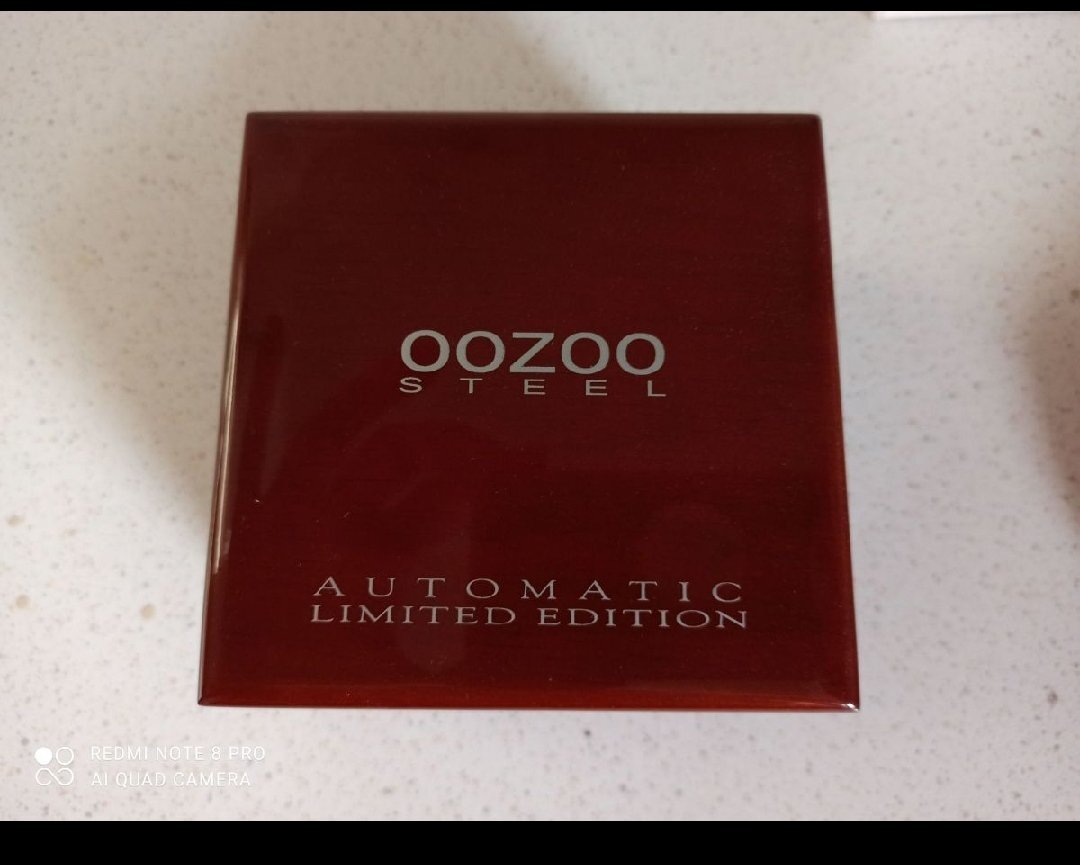 OOZOO
STEEL
AUTOMATIC
LIMITED EDITION
REDMI NOTE 8 PRO
AI QUAD CAMERA